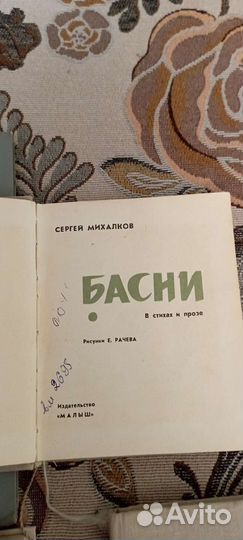 СЕРГЕЙ МИХАЛКОВ
БАСНИ
В стихах и прозе
Рисунки Е. РАЧЕВА
Издательство
«МАЛЫШ»
Avito